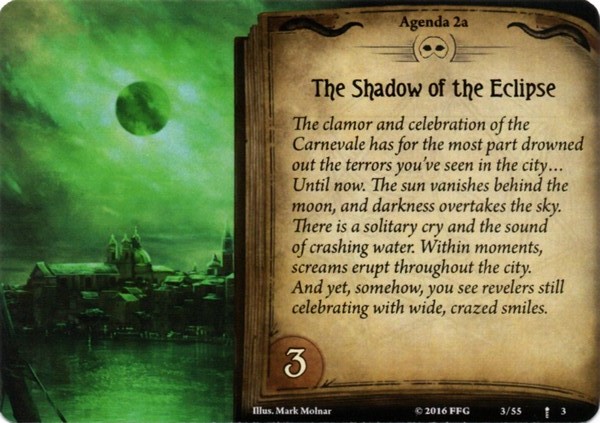 Agenda 2a
The Shadow of the Eclipse
The clamor and celebration of the
Carnevale has for the most part drowned
out the terrors you've seen in the city…
Until now. The sun vanishes behind the
moon, and darkness overtakes the sky.
There is a solitary cry and the sound
of crashing water. Within moments,
screams erupt throughout the city.
And yet, somehow, you see revelers still
celebrating with wide, crazed smiles.
3
Illus. Mark Molnar © 2016 FFG 3/55 3